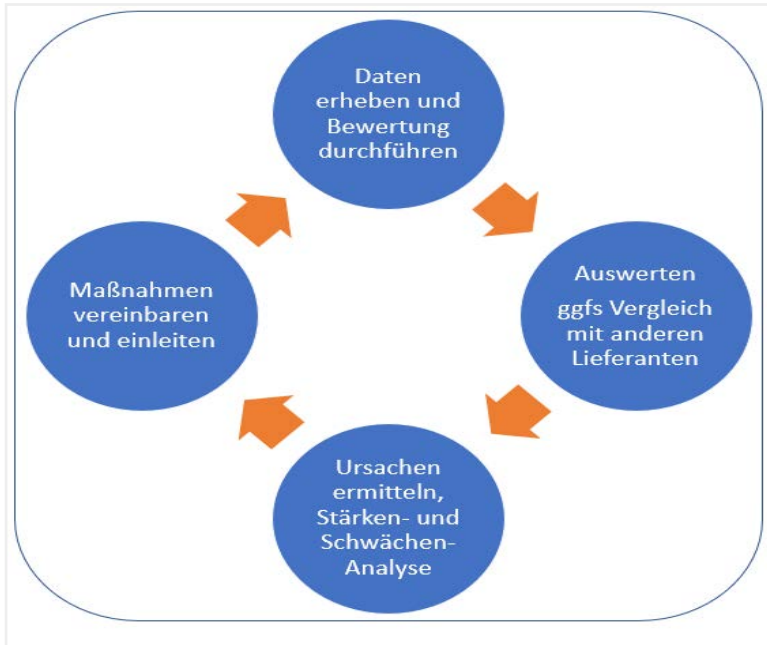 Daten
erheben und
Bewertung
durchführen
Auswerten
ggfs Vergleich
mit anderen
Lieferanten
Ursachen
ermitteln,
Stärken- und
Schwächen-
Analyse
Maßnahmen
vereinbaren
und einleiten